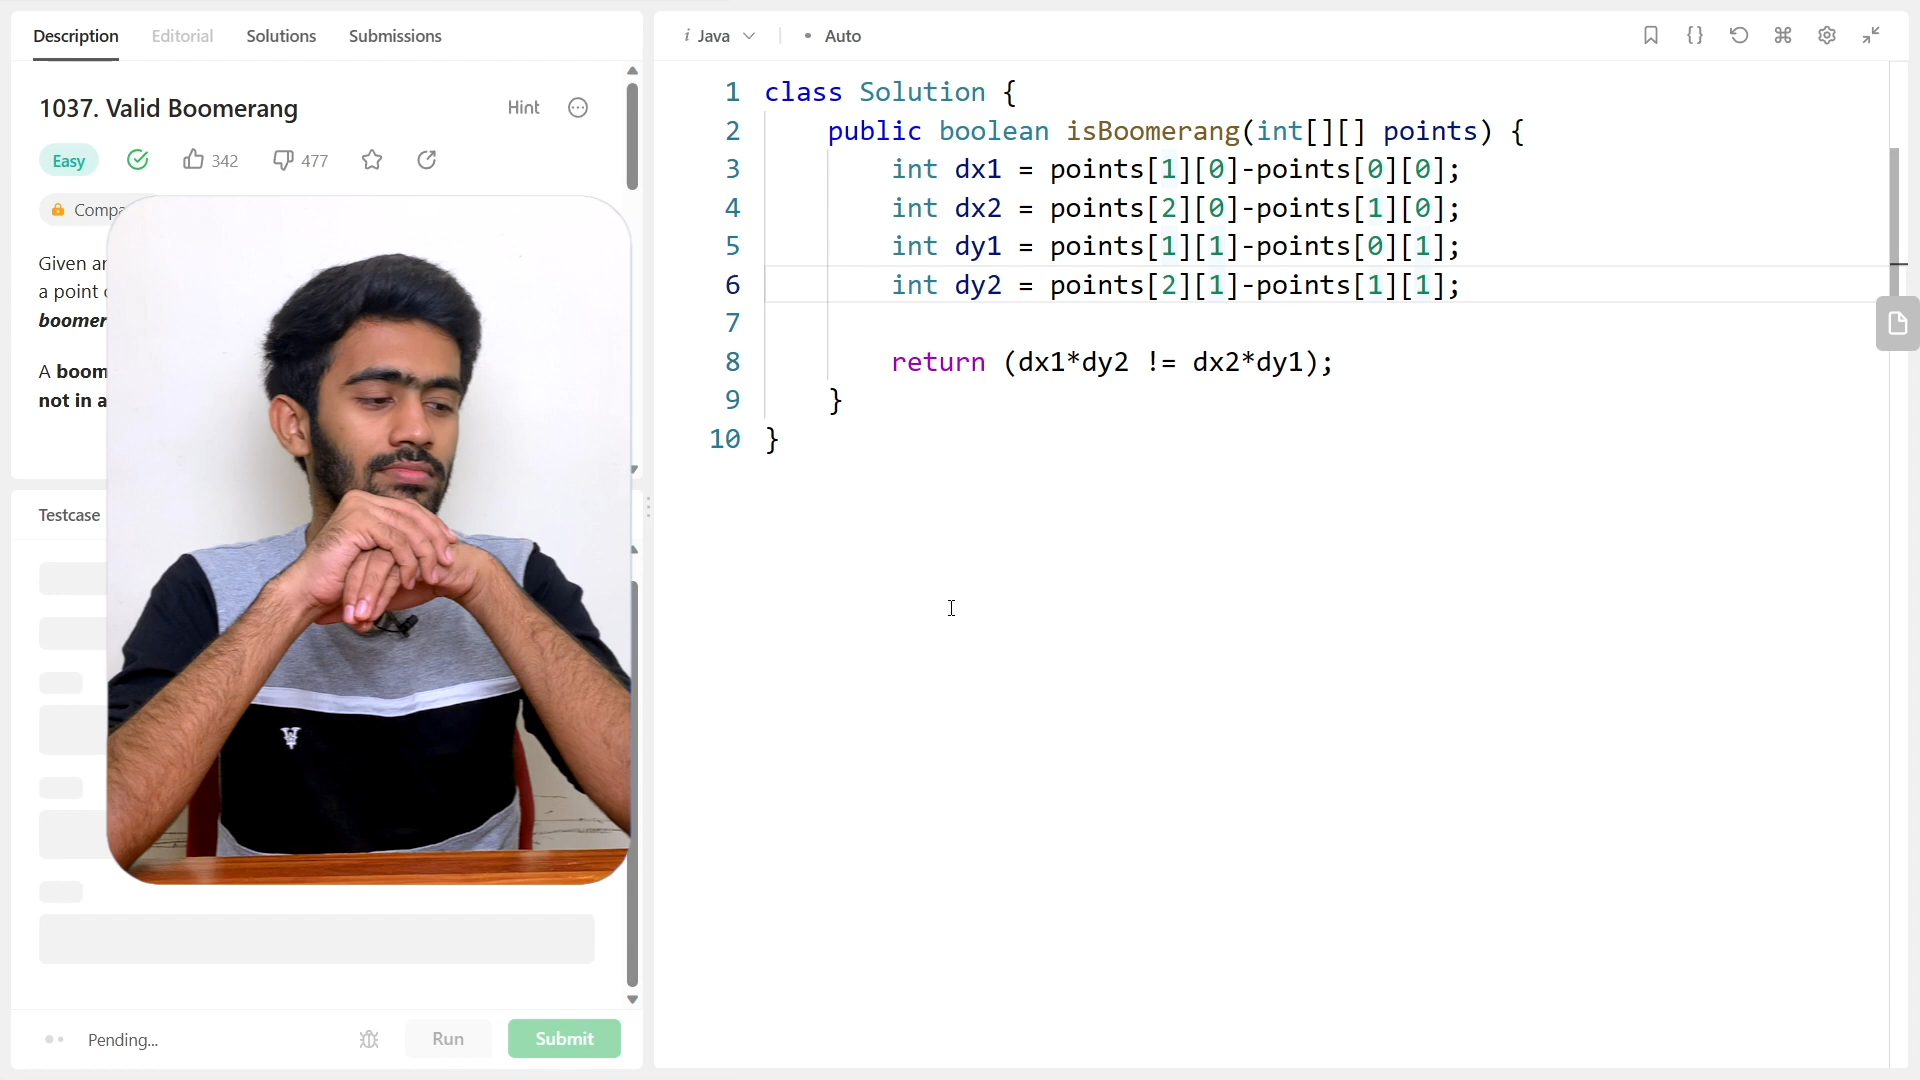 Description Editorial Solutions Submissions
1037. Valid Boomerang Hint
Easy 342 477
Given
a point
A
not in a
Testcase
Pending...
Run Submit
i Java Auto
1 class Solution {
2 public boolean isBoomerang(int[][] points) {
3 int dx1 = points[1][0]-points[0][0];
4 int dx2 = points[2][0]-points[1][0];
5 int dy1 = points[1][1]-points[0][1];
6 int dy2 = points[2][1]-points[1][1];
7
8 return (dx1*dy2 != dx2*dy1);
9 }
10 }